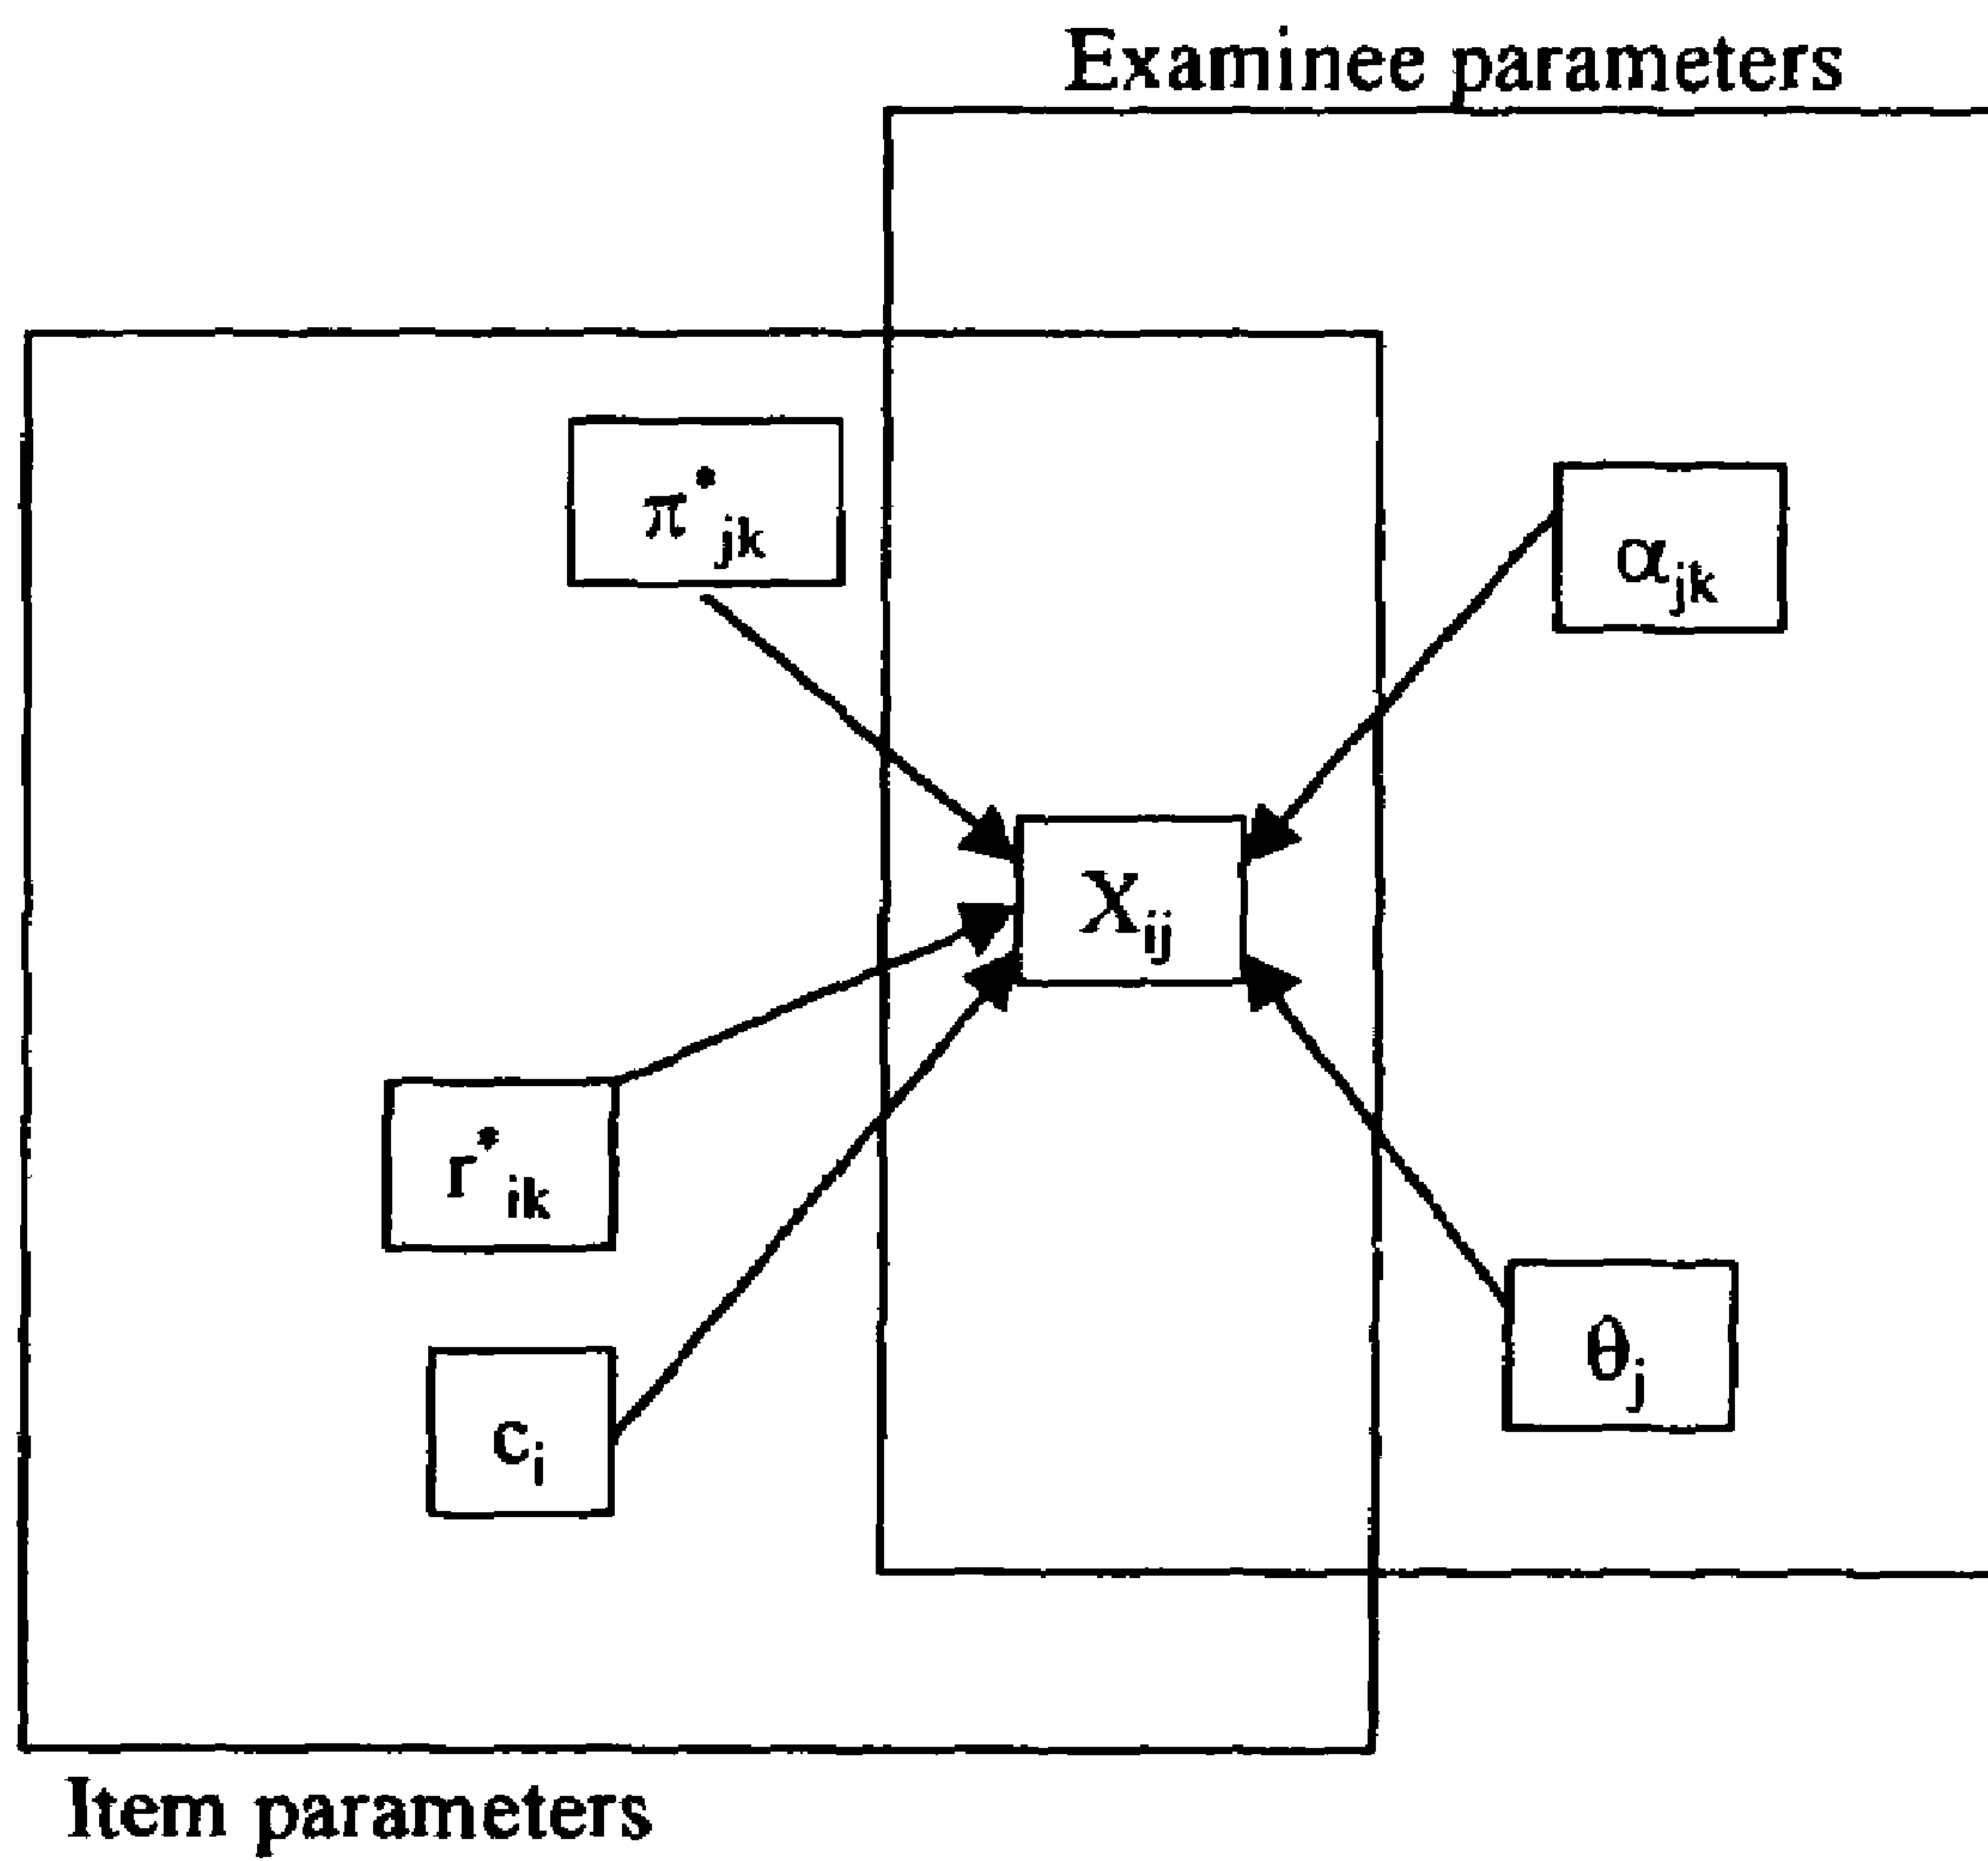 Examinee parameters
π*jk
αjk
Xij
r*ik
ci
θj
Item parameters